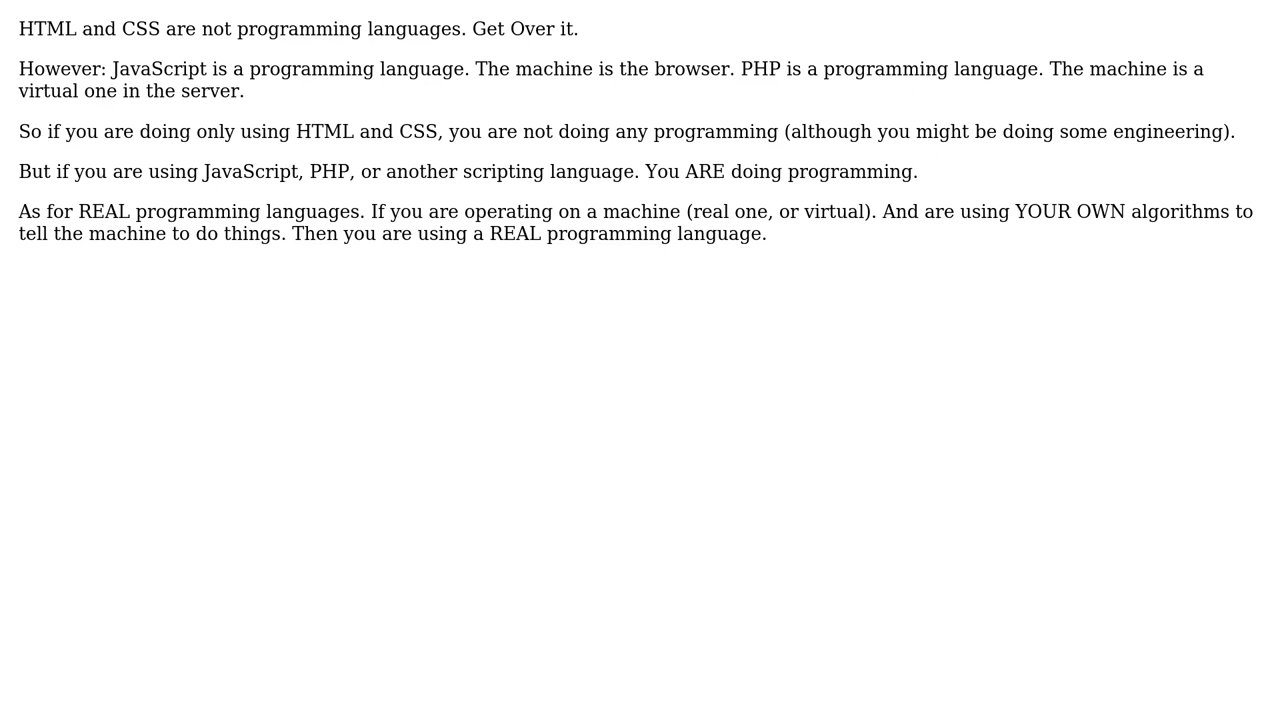 HTML and CSS are not programming languages. Get Over it.
However: JavaScript is a programming language. The machine is the browser. PHP is a programming language. The machine is a
virtual one in the server.
So if you are doing only using HTML and CSS, you are not doing any programming (although you might be doing some engineering).
But if you are using JavaScript, PHP, or another scripting language. You ARE doing programming.
As for REAL programming languages. If you are operating on a machine (real one, or virtual). And are using YOUR OWN algorithms to
tell the machine to do things. Then you are using a REAL programming language.